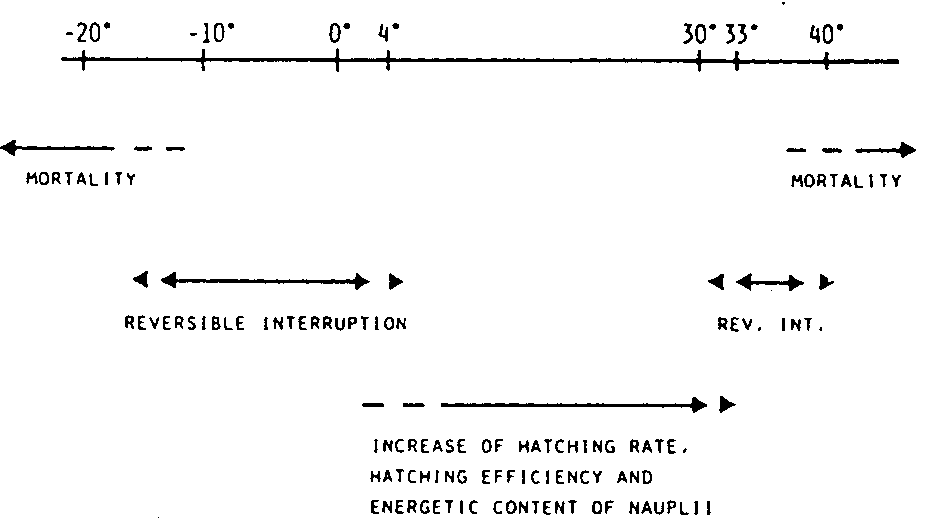 -20° -10° 0° 4° 30° 33° 40°
MORTALITY MORTALITY
REVERSIBLE INTERRUPTION REV. INT.
INCREASE OF HATCHING RATE,
HATCHING EFFICIENCY AND
ENERGETIC CONTENT OF NAUPLII